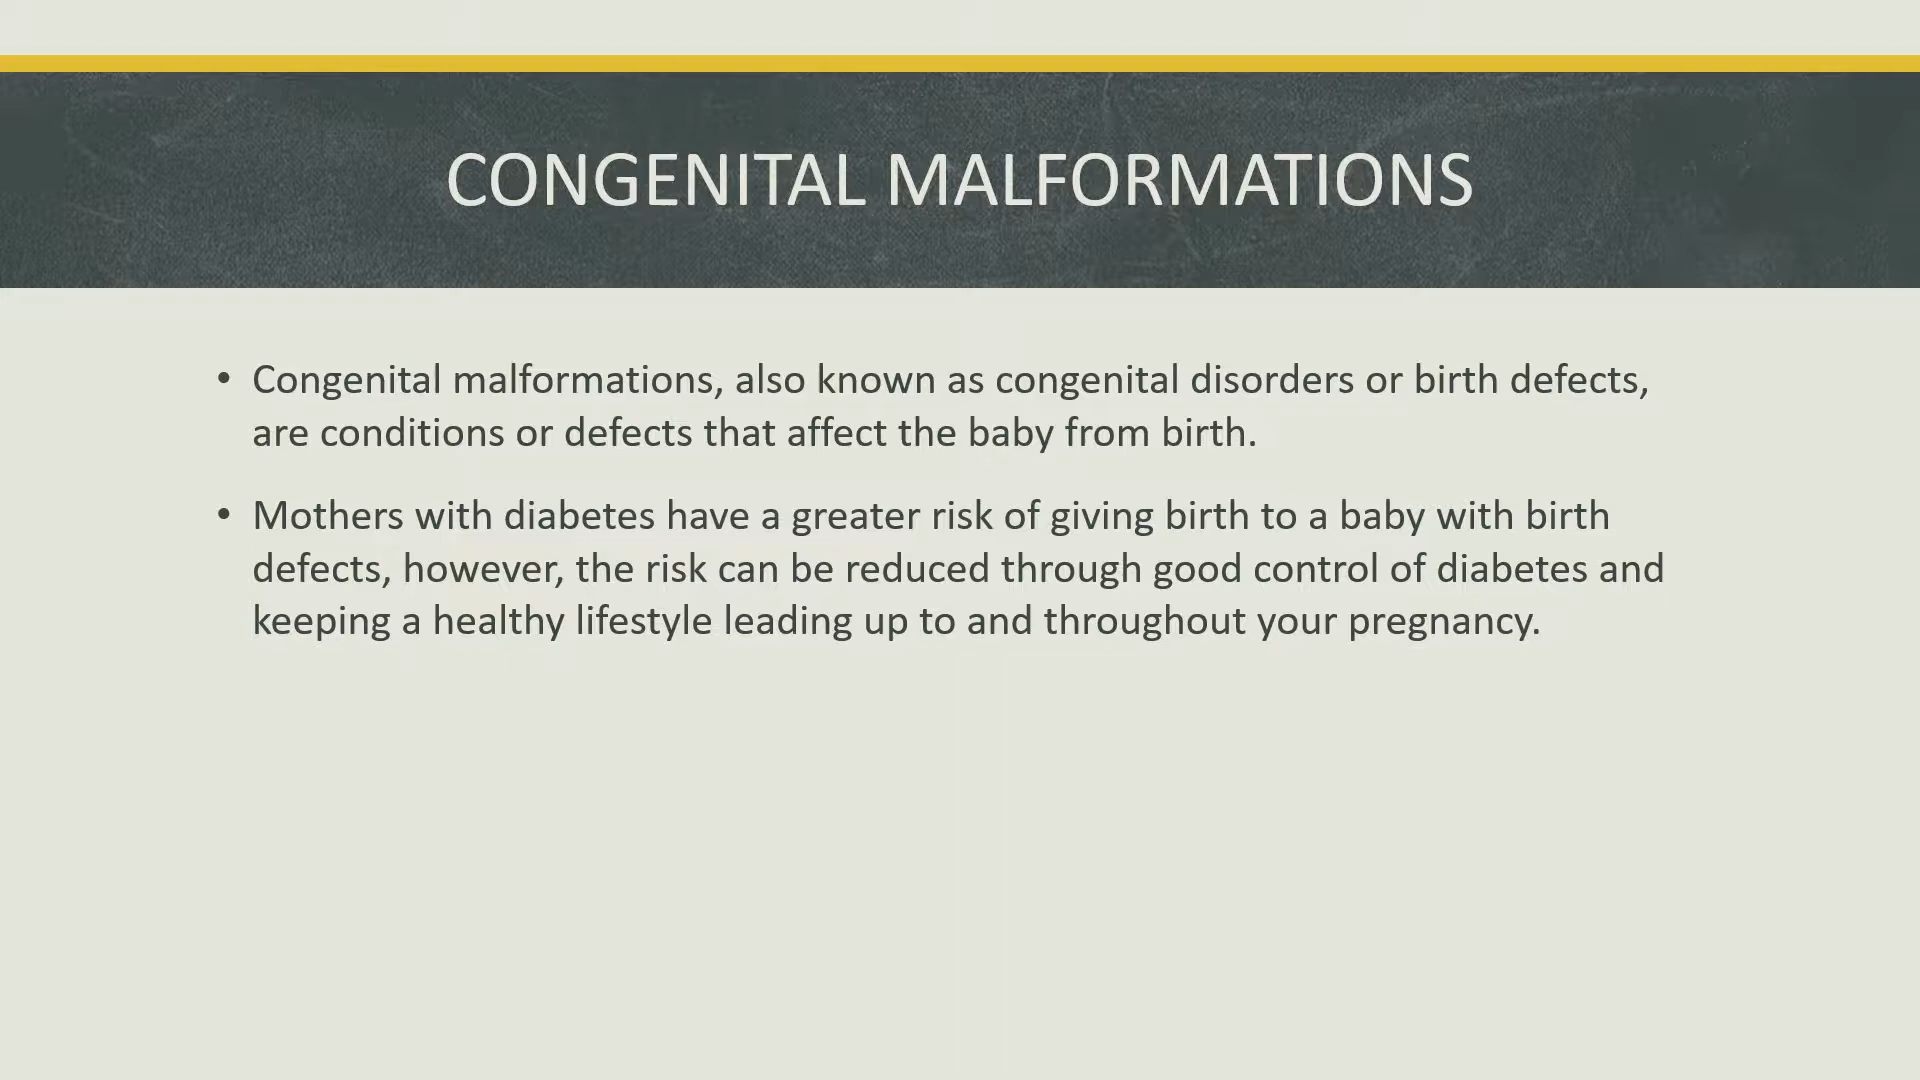 CONGENITAL MALFORMATIONS
• Congenital malformations, also known as congenital disorders or birth defects,
are conditions or defects that affect the baby from birth.
• Mothers with diabetes have a greater risk of giving birth to a baby with birth
defects, however, the risk can be reduced through good control of diabetes and
keeping a healthy lifestyle leading up to and throughout your pregnancy.